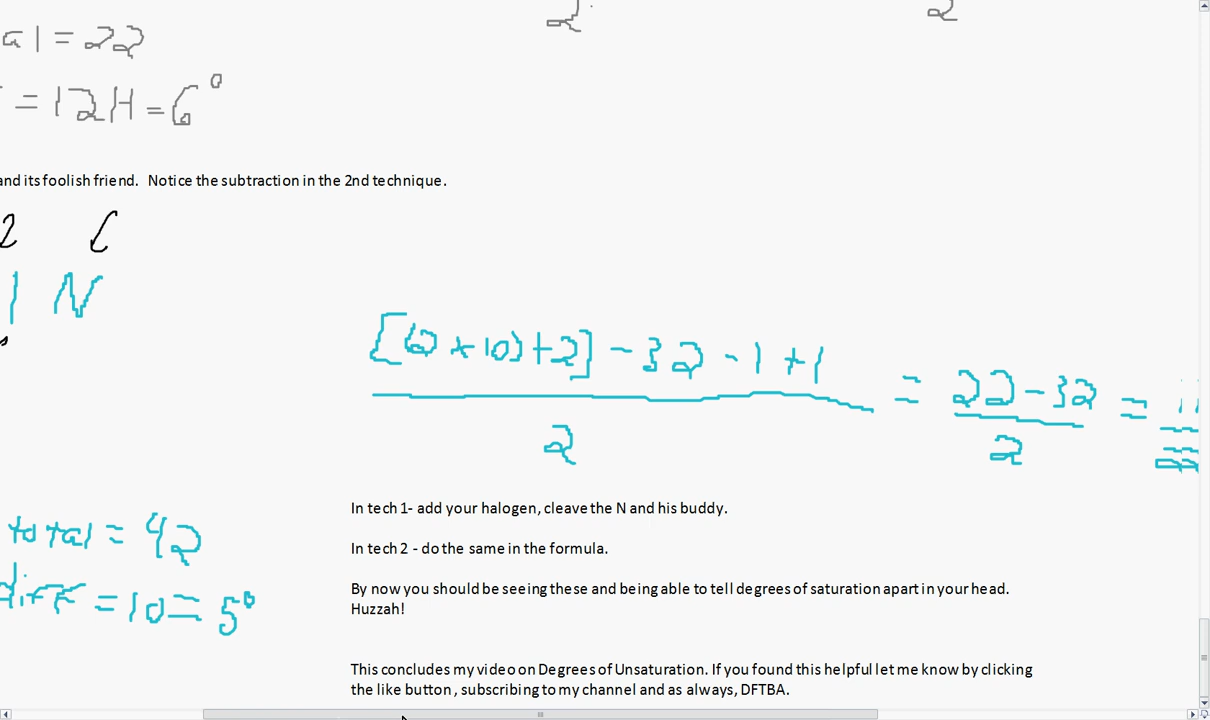 al = 22
2 2
= 12H = 6°
and its foolish friend. Notice the subtraction in the 2nd technique.
2 C
1 N
[(6 * 10) + 2] - 32 - 1 + 1 = 22 - 32 =
2 2
In tech 1- add your halogen, cleave the N and his buddy.
total = 42
In tech 2 - do the same in the formula.
diff = 10 = 5°
By now you should be seeing these and being able to tell degrees of saturation apart in your head.
Huzzah!
This concludes my video on Degrees of Unsaturation. If you found this helpful let me know by clicking
the like button , subscribing to my channel and as always, DFTBA.